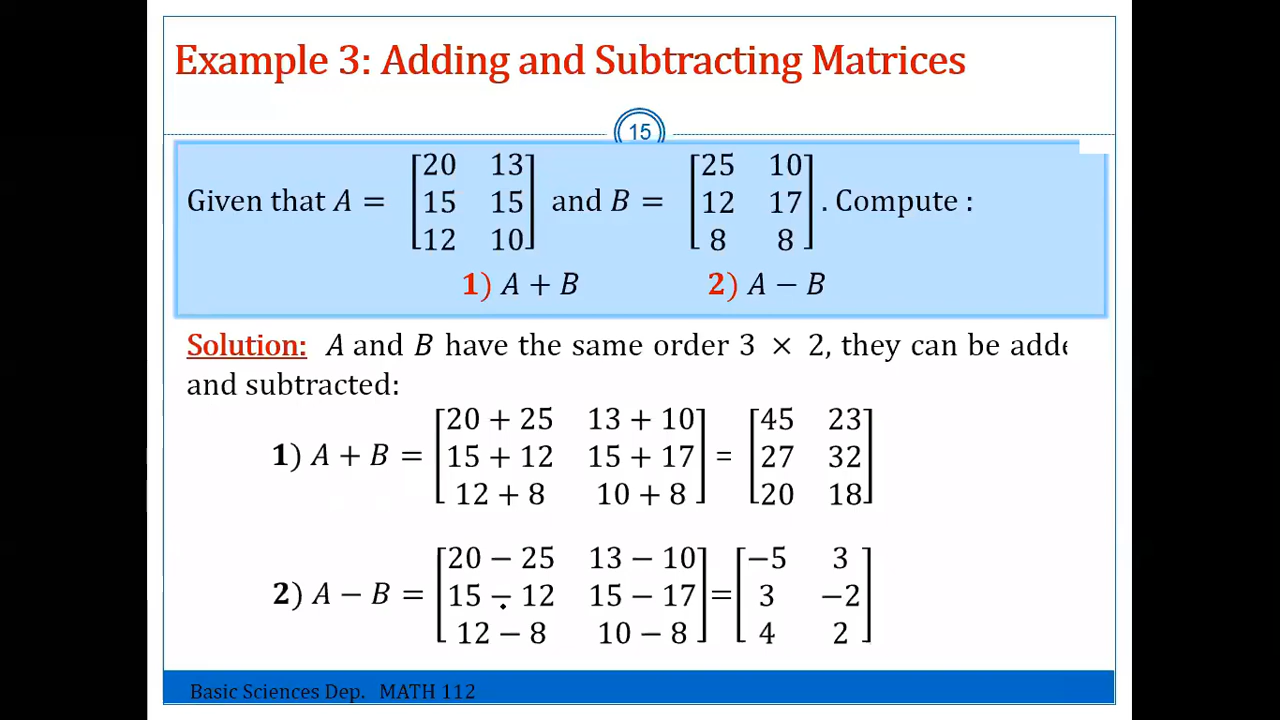 Example 3: Adding and Subtracting Matrices
15
Given that A = [20 13; 15 15; 12 10] and B = [25 10; 12 17; 8 8]. Compute :
1) A + B 2) A − B
Solution: A and B have the same order 3 × 2, they can be adde
and subtracted:
1) A + B = [20 + 25 13 + 10; 15 + 12 15 + 17; 12 + 8 10 + 8] = [45 23; 27 32; 20 18]
2) A − B = [20 − 25 13 − 10; 15 − 12 15 − 17; 12 − 8 10 − 8] = [−5 3; 3 −2; 4 2]
Basic Sciences Dep. MATH 112